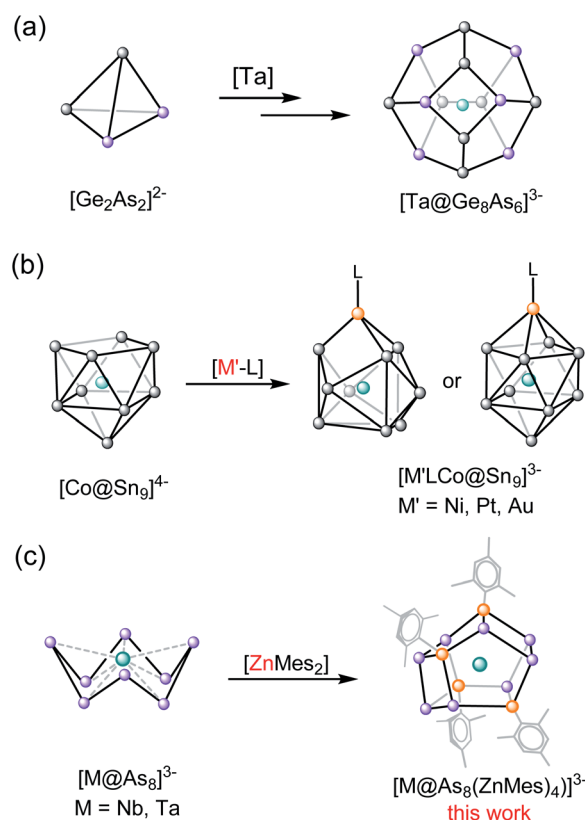 (a)
[Ta]
[Ge₂As₂]²⁻
[Ta@Ge₈As₆]³⁻
(b)
L
L
[M'-L]
or
[Co@Sn₉]⁴⁻
[M'LCo@Sn₉]³⁻
M' = Ni, Pt, Au
(c)
[ZnMes₂]
[M@As₈]³⁻
M = Nb, Ta
[M@As₈(ZnMes)₄)]³⁻
this work